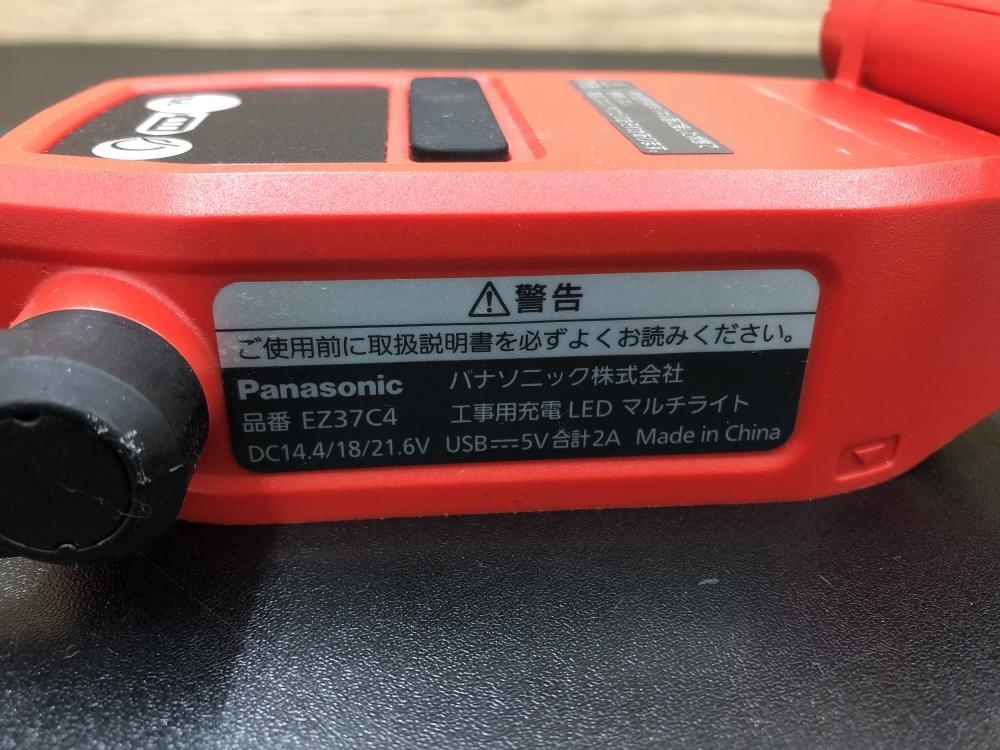 警告
ご使用前に取扱説明書を必ずよくお読みください。
Panasonic パナソニック株式会社
品番 EZ37C4 工事用充電LED マルチライト
DC14.4/18/21.6V USB⎓5V合計2A Made in China